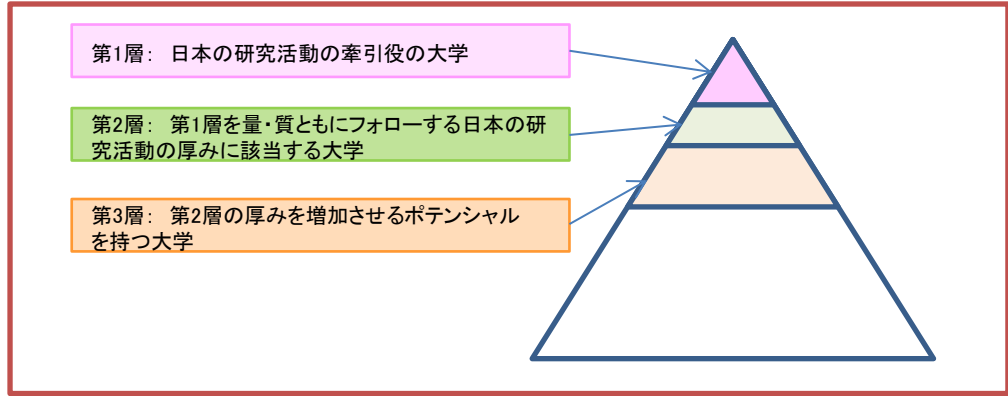 第1層： 日本の研究活動の牽引役の大学
第2層： 第1層を量・質ともにフォローする日本の研
究活動の厚みに該当する大学
第3層： 第2層の厚みを増加させるポテンシャル
を持つ大学